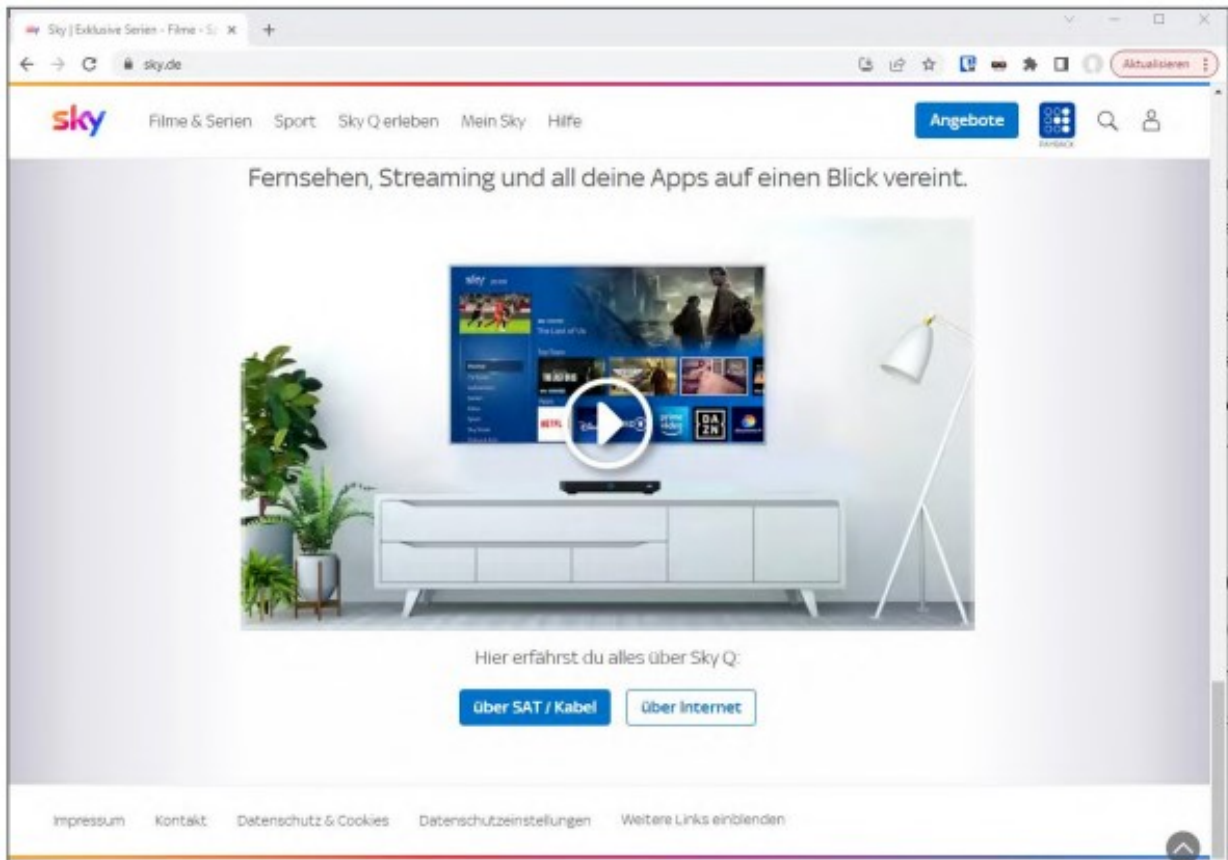 Sky | Exklusive Serien - Filme - S
sky.de
Aktualisieren
sky
Filme & Serien Sport Sky Q erleben Mein Sky Hilfe
Angebote
PAYBACK
Fernsehen, Streaming und all deine Apps auf einen Blick vereint.
sky
The Last of Us
Apps
prime video
DAZN
Hier erfährst du alles über Sky Q:
über SAT / Kabel über Internet
Impressum Kontakt Datenschutz & Cookies Datenschutzeinstellungen Weitere Links einblenden